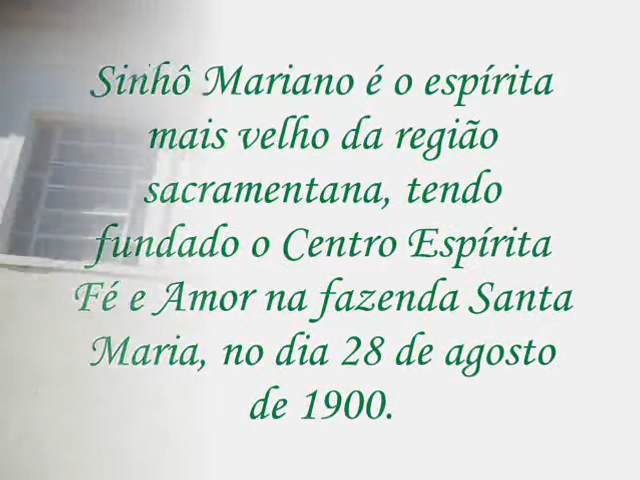 Sinhô Mariano é o espírita
mais velho da região
sacramentana, tendo
fundado o Centro Espírita
Fé e Amor na fazenda Santa
Maria, no dia 28 de agosto
de 1900.